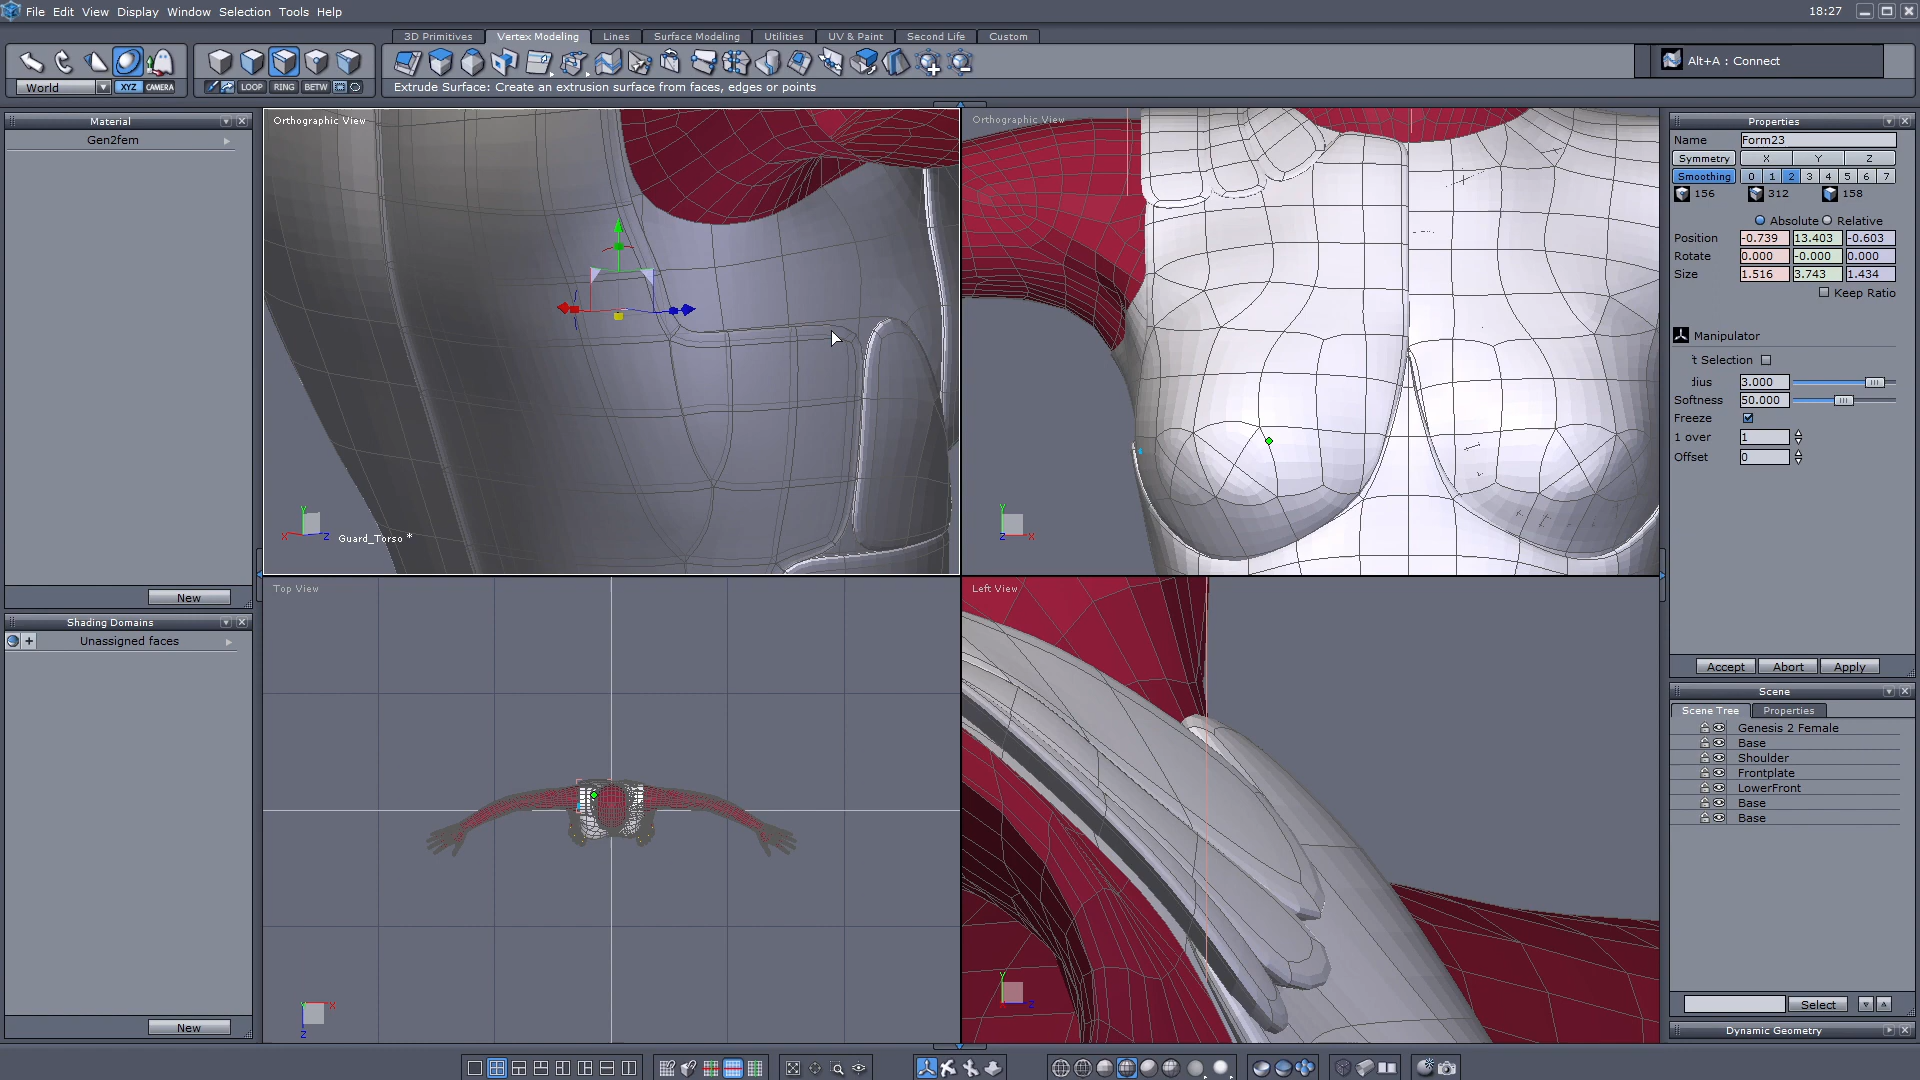 File Edit View Display Window Selection Tools Help
18:27
3D Primitives Vertex Modeling Lines Surface Modeling Utilities UV & Paint Second Life Custom
World XYZ CAMERA
LOOP RING BETW
Extrude Surface: Create an extrusion surface from faces, edges or points
Alt+A : Connect
Material
Gen2fem
New
Shading Domains
Unassigned faces
New
Orthographic View
Y
X
Z
Guard_Torso *
Orthographic View
Y
Z
X
Top View
X
Z
Left View
Y
Z
Properties
Name Form23
Symmetry X Y Z
Smoothing 0 1 2 3 4 5 6 7
156 312 158
Absolute Relative
Position -0.739 13.403 -0.603
Rotate 0.000 -0.000 0.000
Size 1.516 3.743 1.434
Keep Ratio
Manipulator
t Selection
dius 3.000
Softness 50.000
Freeze
1 over 1
Offset 0
Accept Abort Apply
Scene
Scene Tree Properties
Genesis 2 Female
Base
Shoulder
Frontplate
LowerFront
Base
Base
Select
Dynamic Geometry